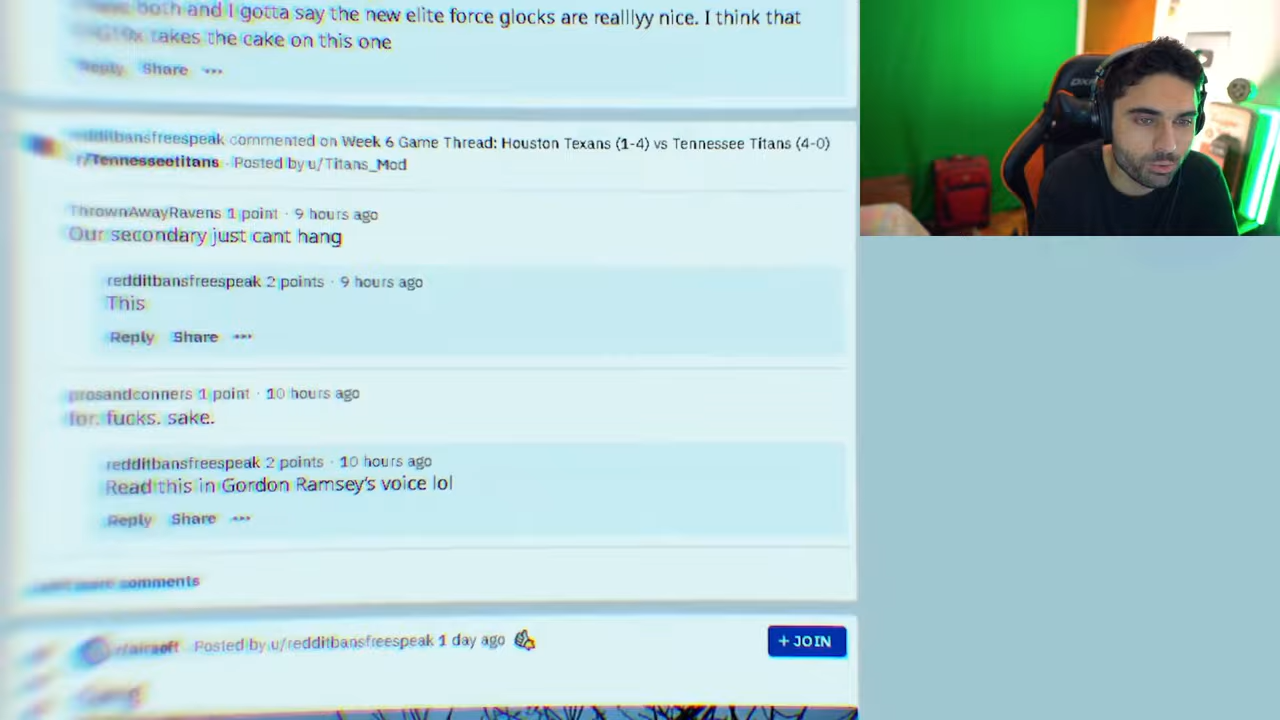 both and I gotta say the new elite force glocks are realllyy nice. I think that
takes the cake on this one
Reply Share ···
redditbansfreespeak commented on Week 6 Game Thread: Houston Texans (1-4) vs Tennessee Titans (4-0)
r/Tennesseetitans · Posted by u/Titans_Mod
ThrownAwayRavens 1 point · 9 hours ago
Our secondary just cant hang
redditbansfreespeak 2 points · 9 hours ago
This
Reply Share ···
prosandconners 1 point · 10 hours ago
for. fucks. sake.
redditbansfreespeak 2 points · 10 hours ago
Read this in Gordon Ramsey's voice lol
Reply Share ···
more comments
r/airsoft · Posted by u/redditbansfreespeak 1 day ago
+ JOIN